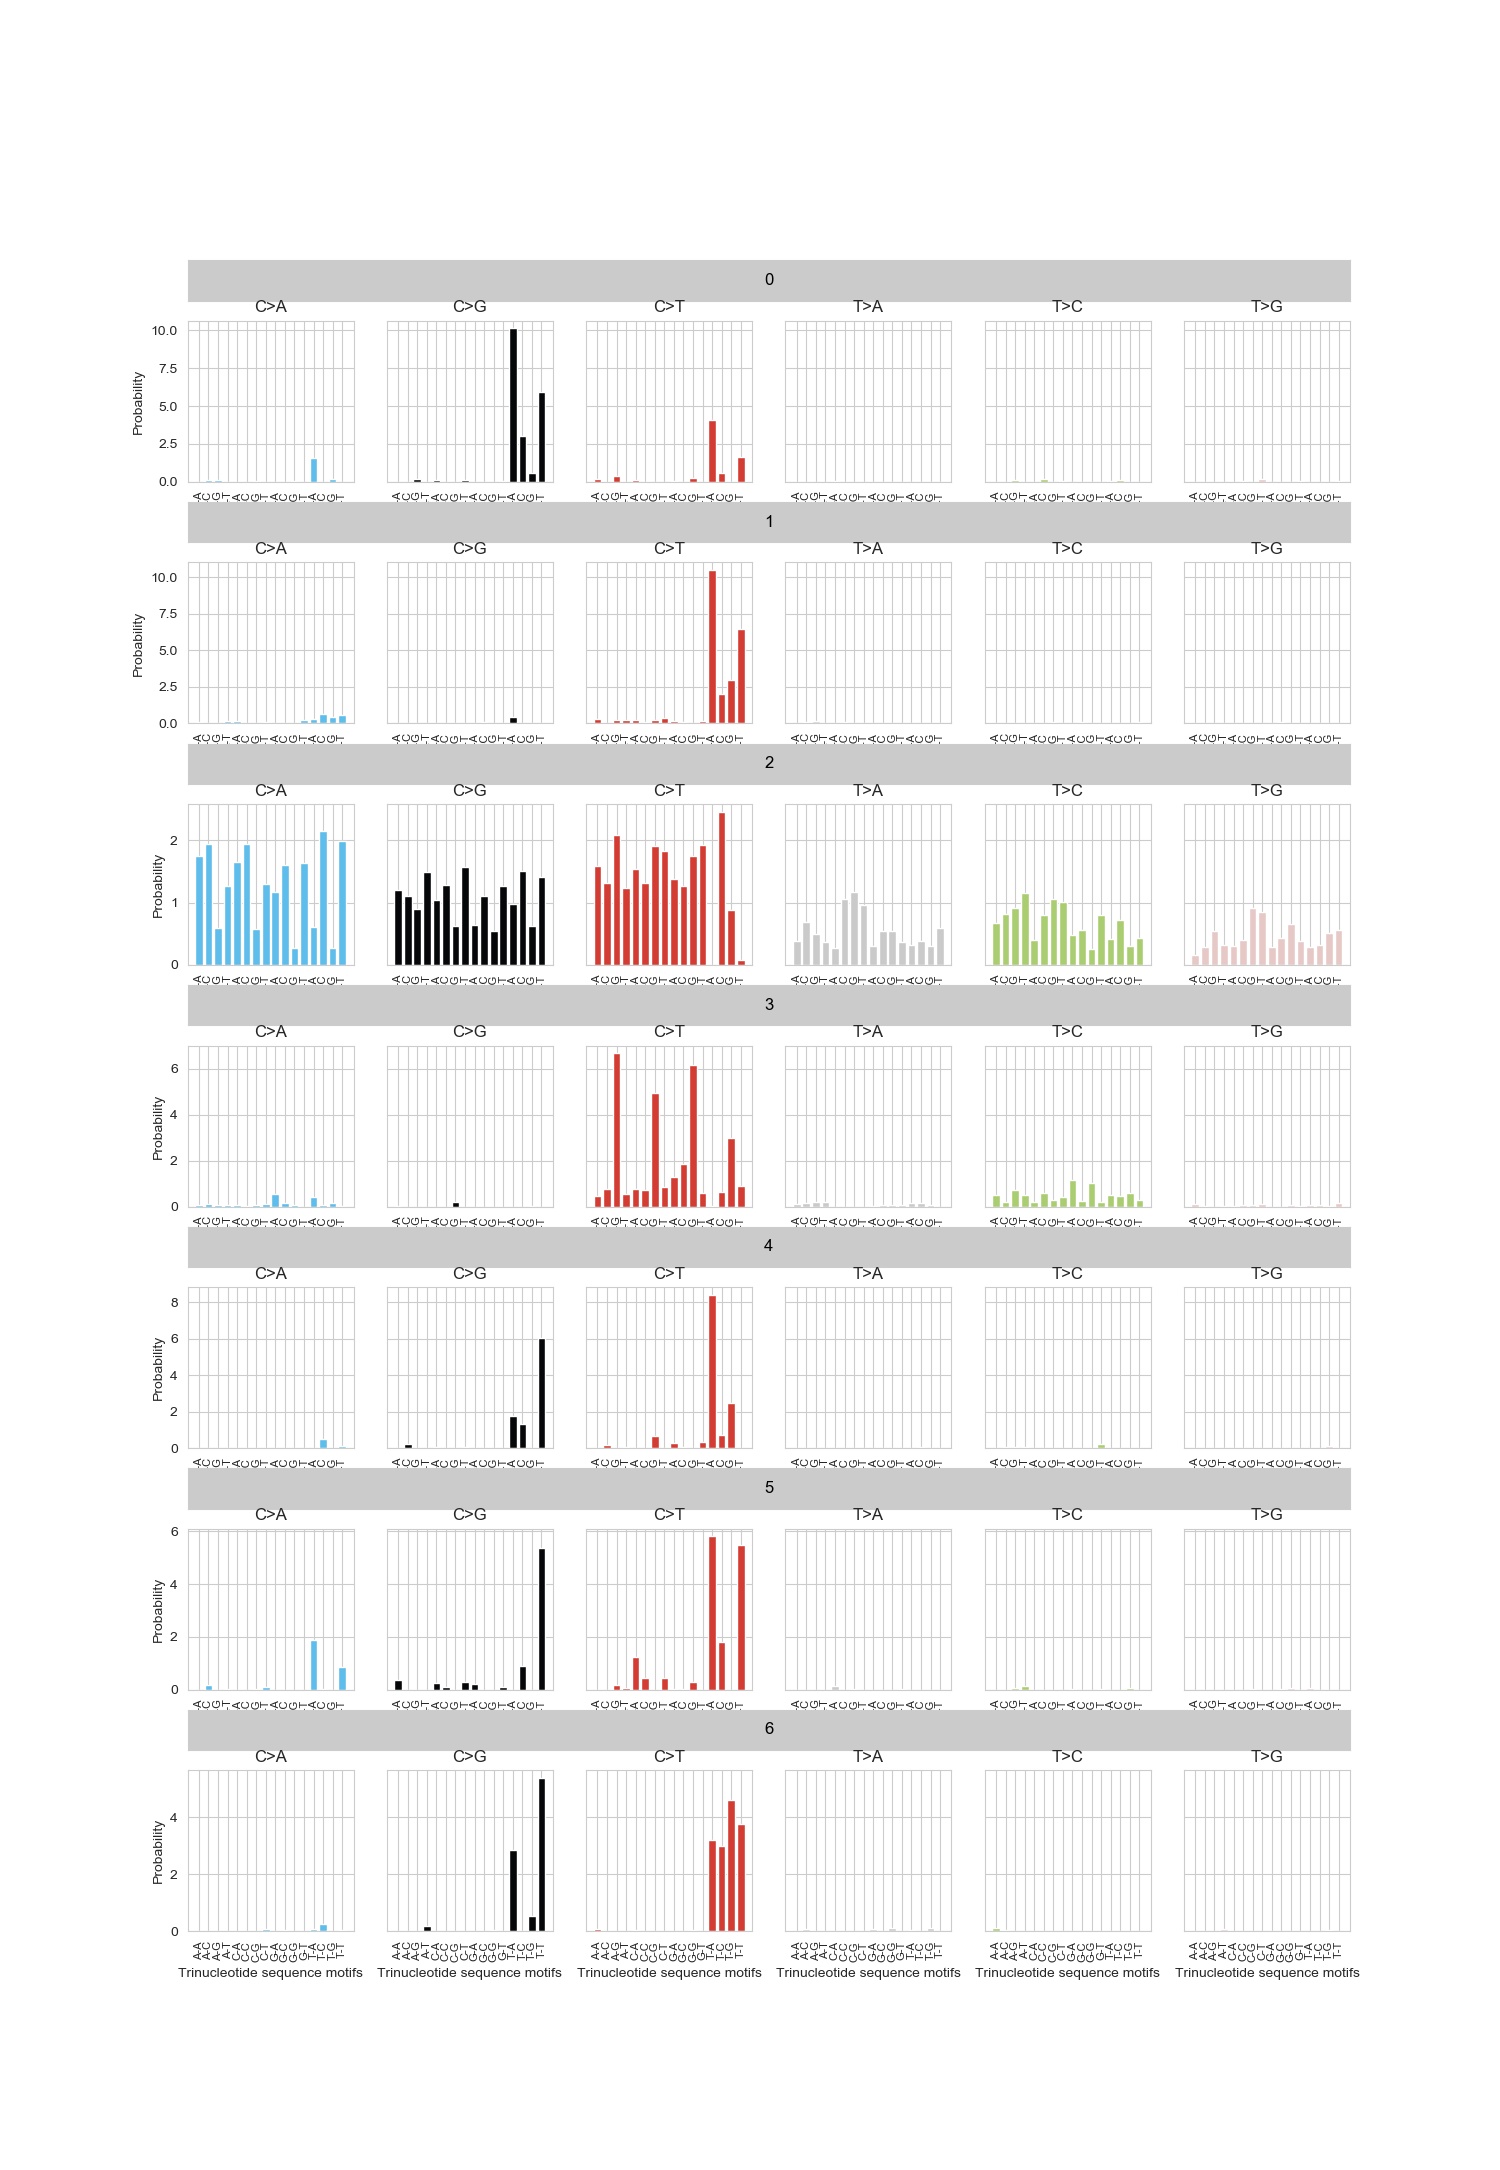 0
C>A C>G C>T T>A T>C T>G
10.0
7.5
5.0
2.5
0.0
Probability
-A -C -G -T A C G T A C G T A C G T
1
C>A C>G C>T T>A T>C T>G
10.0
7.5
5.0
2.5
0.0
Probability
2
C>A C>G C>T T>A T>C T>G
2
1
0
Probability
3
C>A C>G C>T T>A T>C T>G
6
4
2
0
Probability
4
C>A C>G C>T T>A T>C T>G
8
6
4
2
0
Probability
5
C>A C>G C>T T>A T>C T>G
6
4
2
0
Probability
6
C>A C>G C>T T>A T>C T>G
4
2
0
Probability
A-A A-C A-G A-T C-A C-C C-G C-T G-A G-C G-G G-T T-A T-C T-G T-T
A-A A-C A-G A-T C-A C-C C-G C-T G-A G-C G-G G-T T-A T-C T-G T-T
A-A A-C A-G A-T C-A C-C C-G C-T G-A G-C G-G G-T T-A T-C T-G T-T
A-A A-C A-G A-T C-A C-C C-G C-T G-A G-C G-G G-T T-A T-C T-G T-T
A-A A-C A-G A-T C-A C-C C-G C-T G-A G-C G-G G-T T-A T-C T-G T-T
A-A A-C A-G A-T C-A C-C C-G C-T G-A G-C G-G G-T T-A T-C T-G T-T
Trinucleotide sequence motifs Trinucleotide sequence motifs Trinucleotide sequence motifs Trinucleotide sequence motifs Trinucleotide sequence motifs Trinucleotide sequence motifs